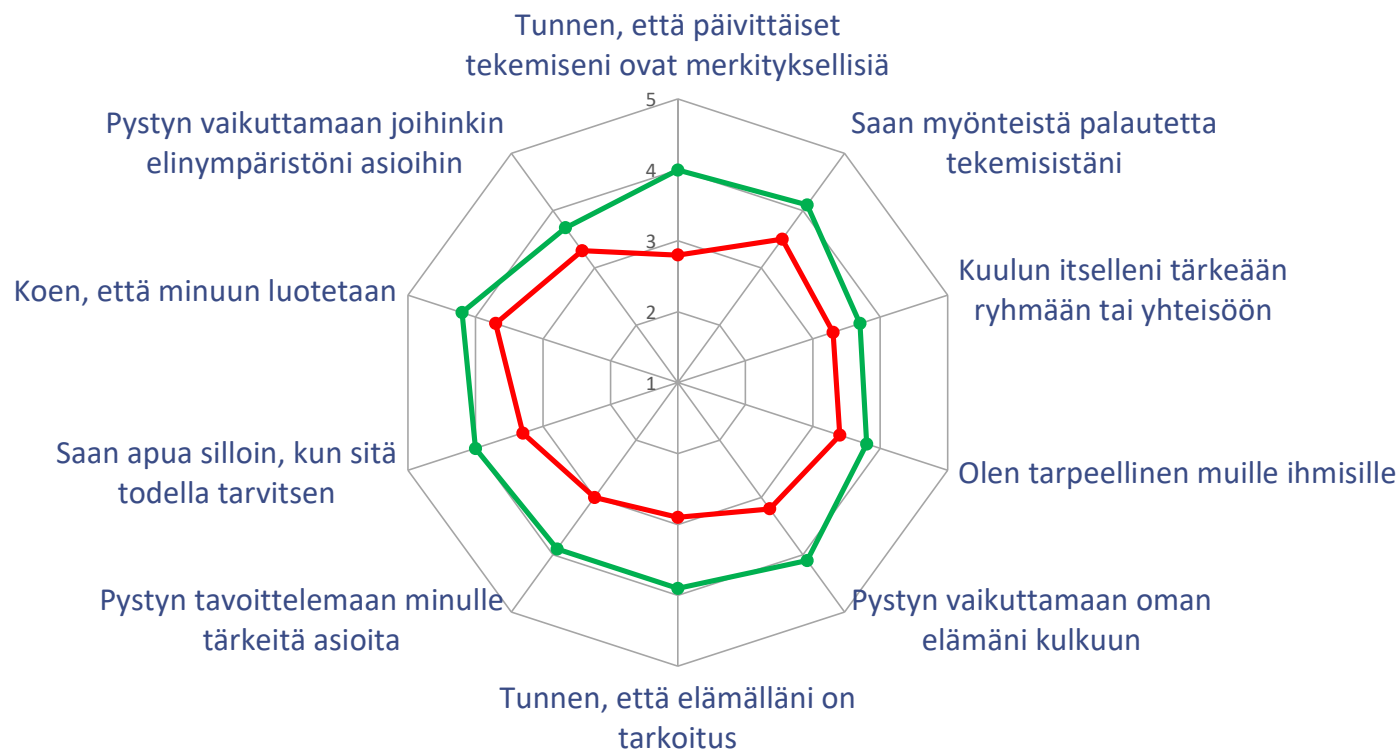 Tunnen, että päivittäiset
tekemiseni ovat merkityksellisiä
Saan myönteistä palautetta
tekemisistäni
Kuulun itselleni tärkeään
ryhmään tai yhteisöön
Olen tarpeellinen muille ihmisille
Pystyn vaikuttamaan oman
elämäni kulkuun
Tunnen, että elämälläni on
tarkoitus
Pystyn tavoittelemaan minulle
tärkeitä asioita
Saan apua silloin, kun sitä
todella tarvitsen
Koen, että minuun luotetaan
Pystyn vaikuttamaan joihinkin
elinympäristöni asioihin
5
4
3
2
1